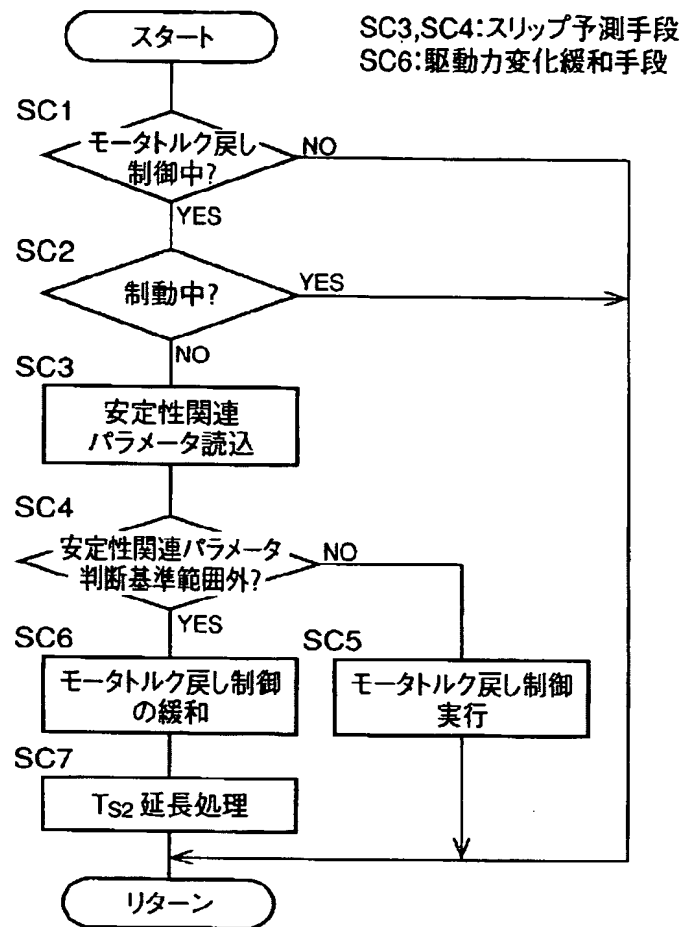 スタート
SC3,SC4:スリップ予測手段
SC6:駆動力変化緩和手段
SC1
モータトルク戻し
制御中?
NO
YES
SC2
制動中?
YES
NO
SC3
安定性関連
パラメータ読込
SC4
安定性関連パラメータ
判断基準範囲外?
NO
YES
SC6
モータトルク戻し制御
の緩和
SC5
モータトルク戻し制御
実行
SC7
TS2 延長処理
リターン